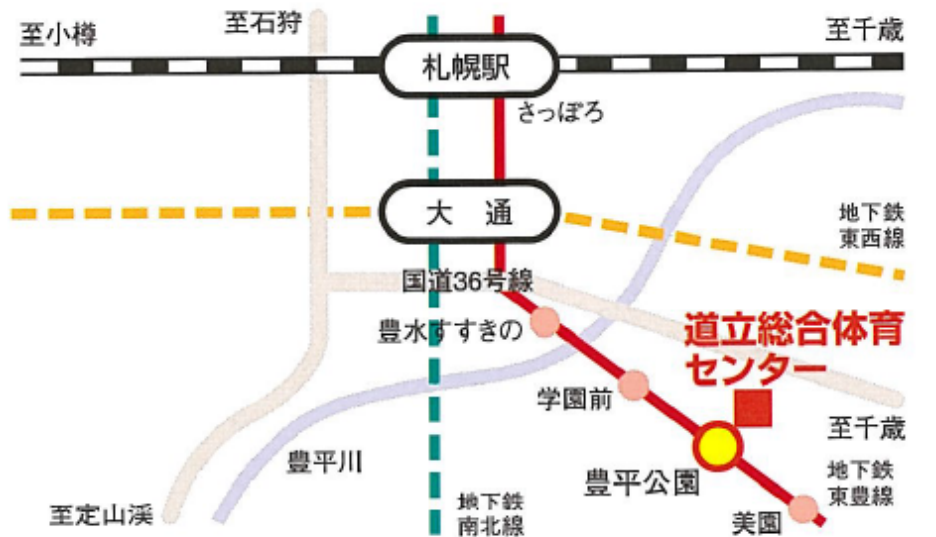 至小樽
至石狩
至千歳
札幌駅
さっぽろ
大通
地下鉄
東西線
国道36号線
豊水すすきの
道立総合体育
センター
学園前
至千歳
豊平川
豊平公園
地下鉄
東豊線
至定山渓
地下鉄
南北線
美園